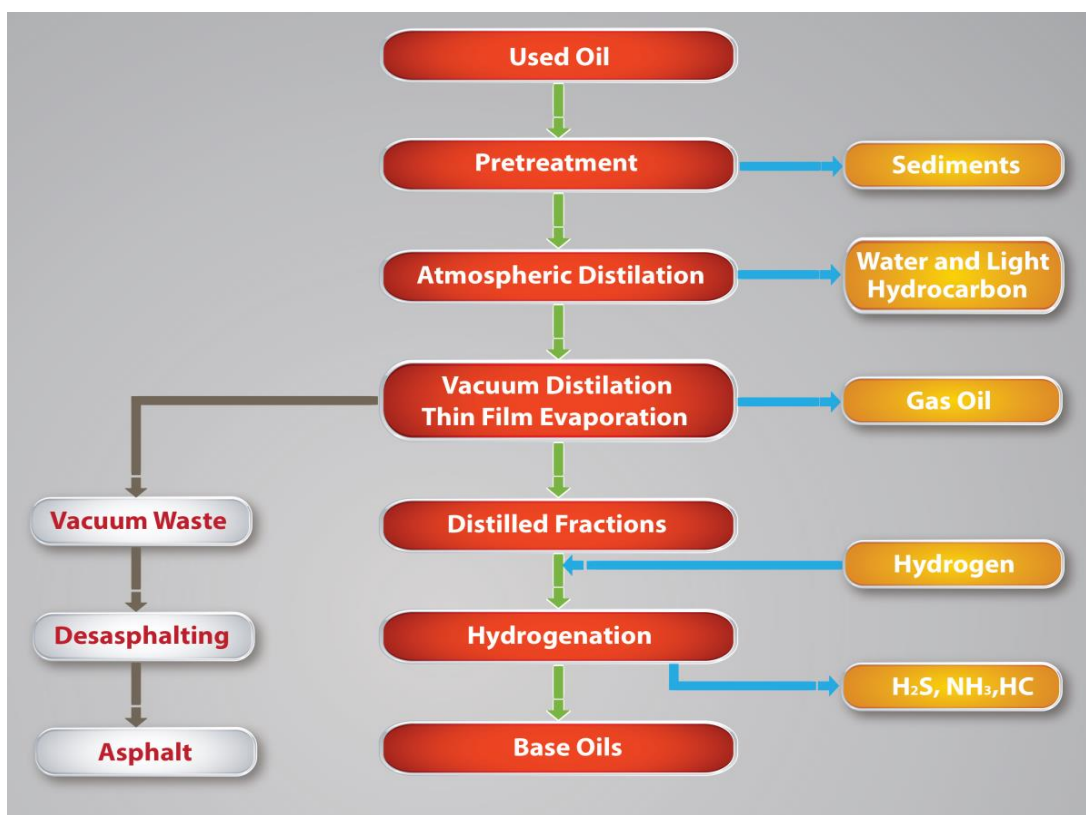 Used Oil
Pretreatment
Sediments
Atmospheric Distilation
Water and Light
Hydrocarbon
Vacuum Distilation
Thin Film Evaporation
Gas Oil
Vacuum Waste
Distilled Fractions
Hydrogen
Desasphalting
Hydrogenation
H₂S, NH₃,HC
Asphalt
Base Oils